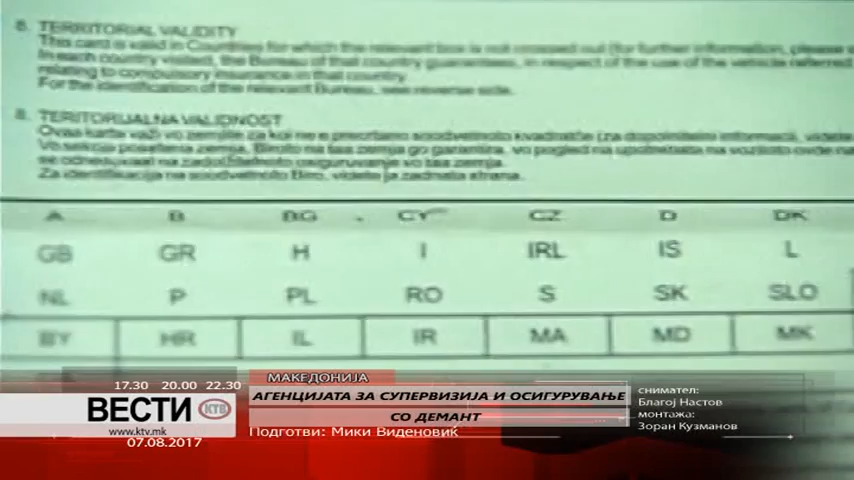 8. TERRITORIAL VALIDITY
This card is valid in Countries for which the relevant box is not crossed out (for further information, please
In each country visited, the Bureau of that country guarantees, in respect of the use of the vehicle referred
relating to compulsory insurance in that country.
For the identification of the relevant Bureau, see reverse side.
8. TERITORIJALNA VALIDNOST
Ovaa karta važi vo zemjite za koi ne e precrtano soodvetnoto kvadratče (za dopolnitelni informacii, videte
Vo sekoja posetena zemja, Biroto na taa zemja go garantira, vo pogled na upotrebata na voziloto ovde
se odnesuvaat na zadolžitelnoto osiguruvanje vo taa zemja.
Za identifikacija na soodvetnoto Biro, videte ja zadnata strana.
A B BG CY CZ D DK
GB GR H I IRL IS L
NL P PL RO S SK SLO
BY HR IL IR MA MD MK
17.30 20.00 22.30
ВЕСТИ КТВ
www.ktv.mk
07.08.2017
МАКЕДОНИЈА
АГЕНЦИЈАТА ЗА СУПЕРВИЗИЈА И ОСИГУРУВАЊЕ
СО ДЕМАНТ
Подготви: Мики Виденовиќ
снимател:
Благој Настов
монтажа:
Зоран Кузманов